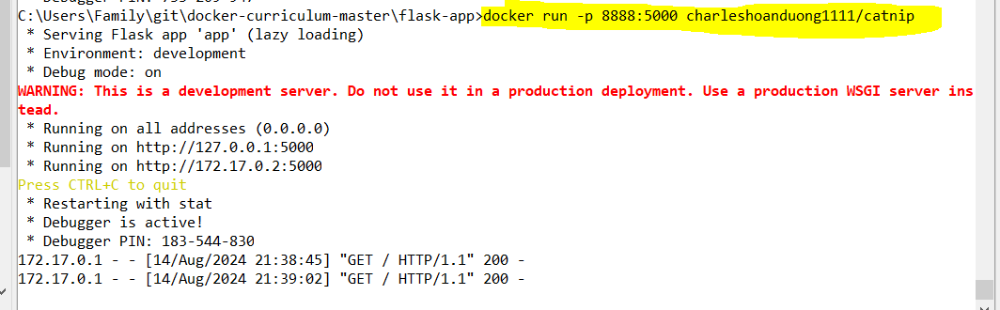 C:\Users\Family\git\docker-curriculum-master\flask-app>docker run -p 8888:5000 charleshoanduong1111/catnip
* Serving Flask app 'app' (lazy loading)
* Environment: development
* Debug mode: on
WARNING: This is a development server. Do not use it in a production deployment. Use a production WSGI server ins
tead.
* Running on all addresses (0.0.0.0)
* Running on http://127.0.0.1:5000
* Running on http://172.17.0.2:5000
Press CTRL+C to quit
* Restarting with stat
* Debugger is active!
* Debugger PIN: 183-544-830
172.17.0.1 - - [14/Aug/2024 21:38:45] "GET / HTTP/1.1" 200 -
172.17.0.1 - - [14/Aug/2024 21:39:02] "GET / HTTP/1.1" 200 -